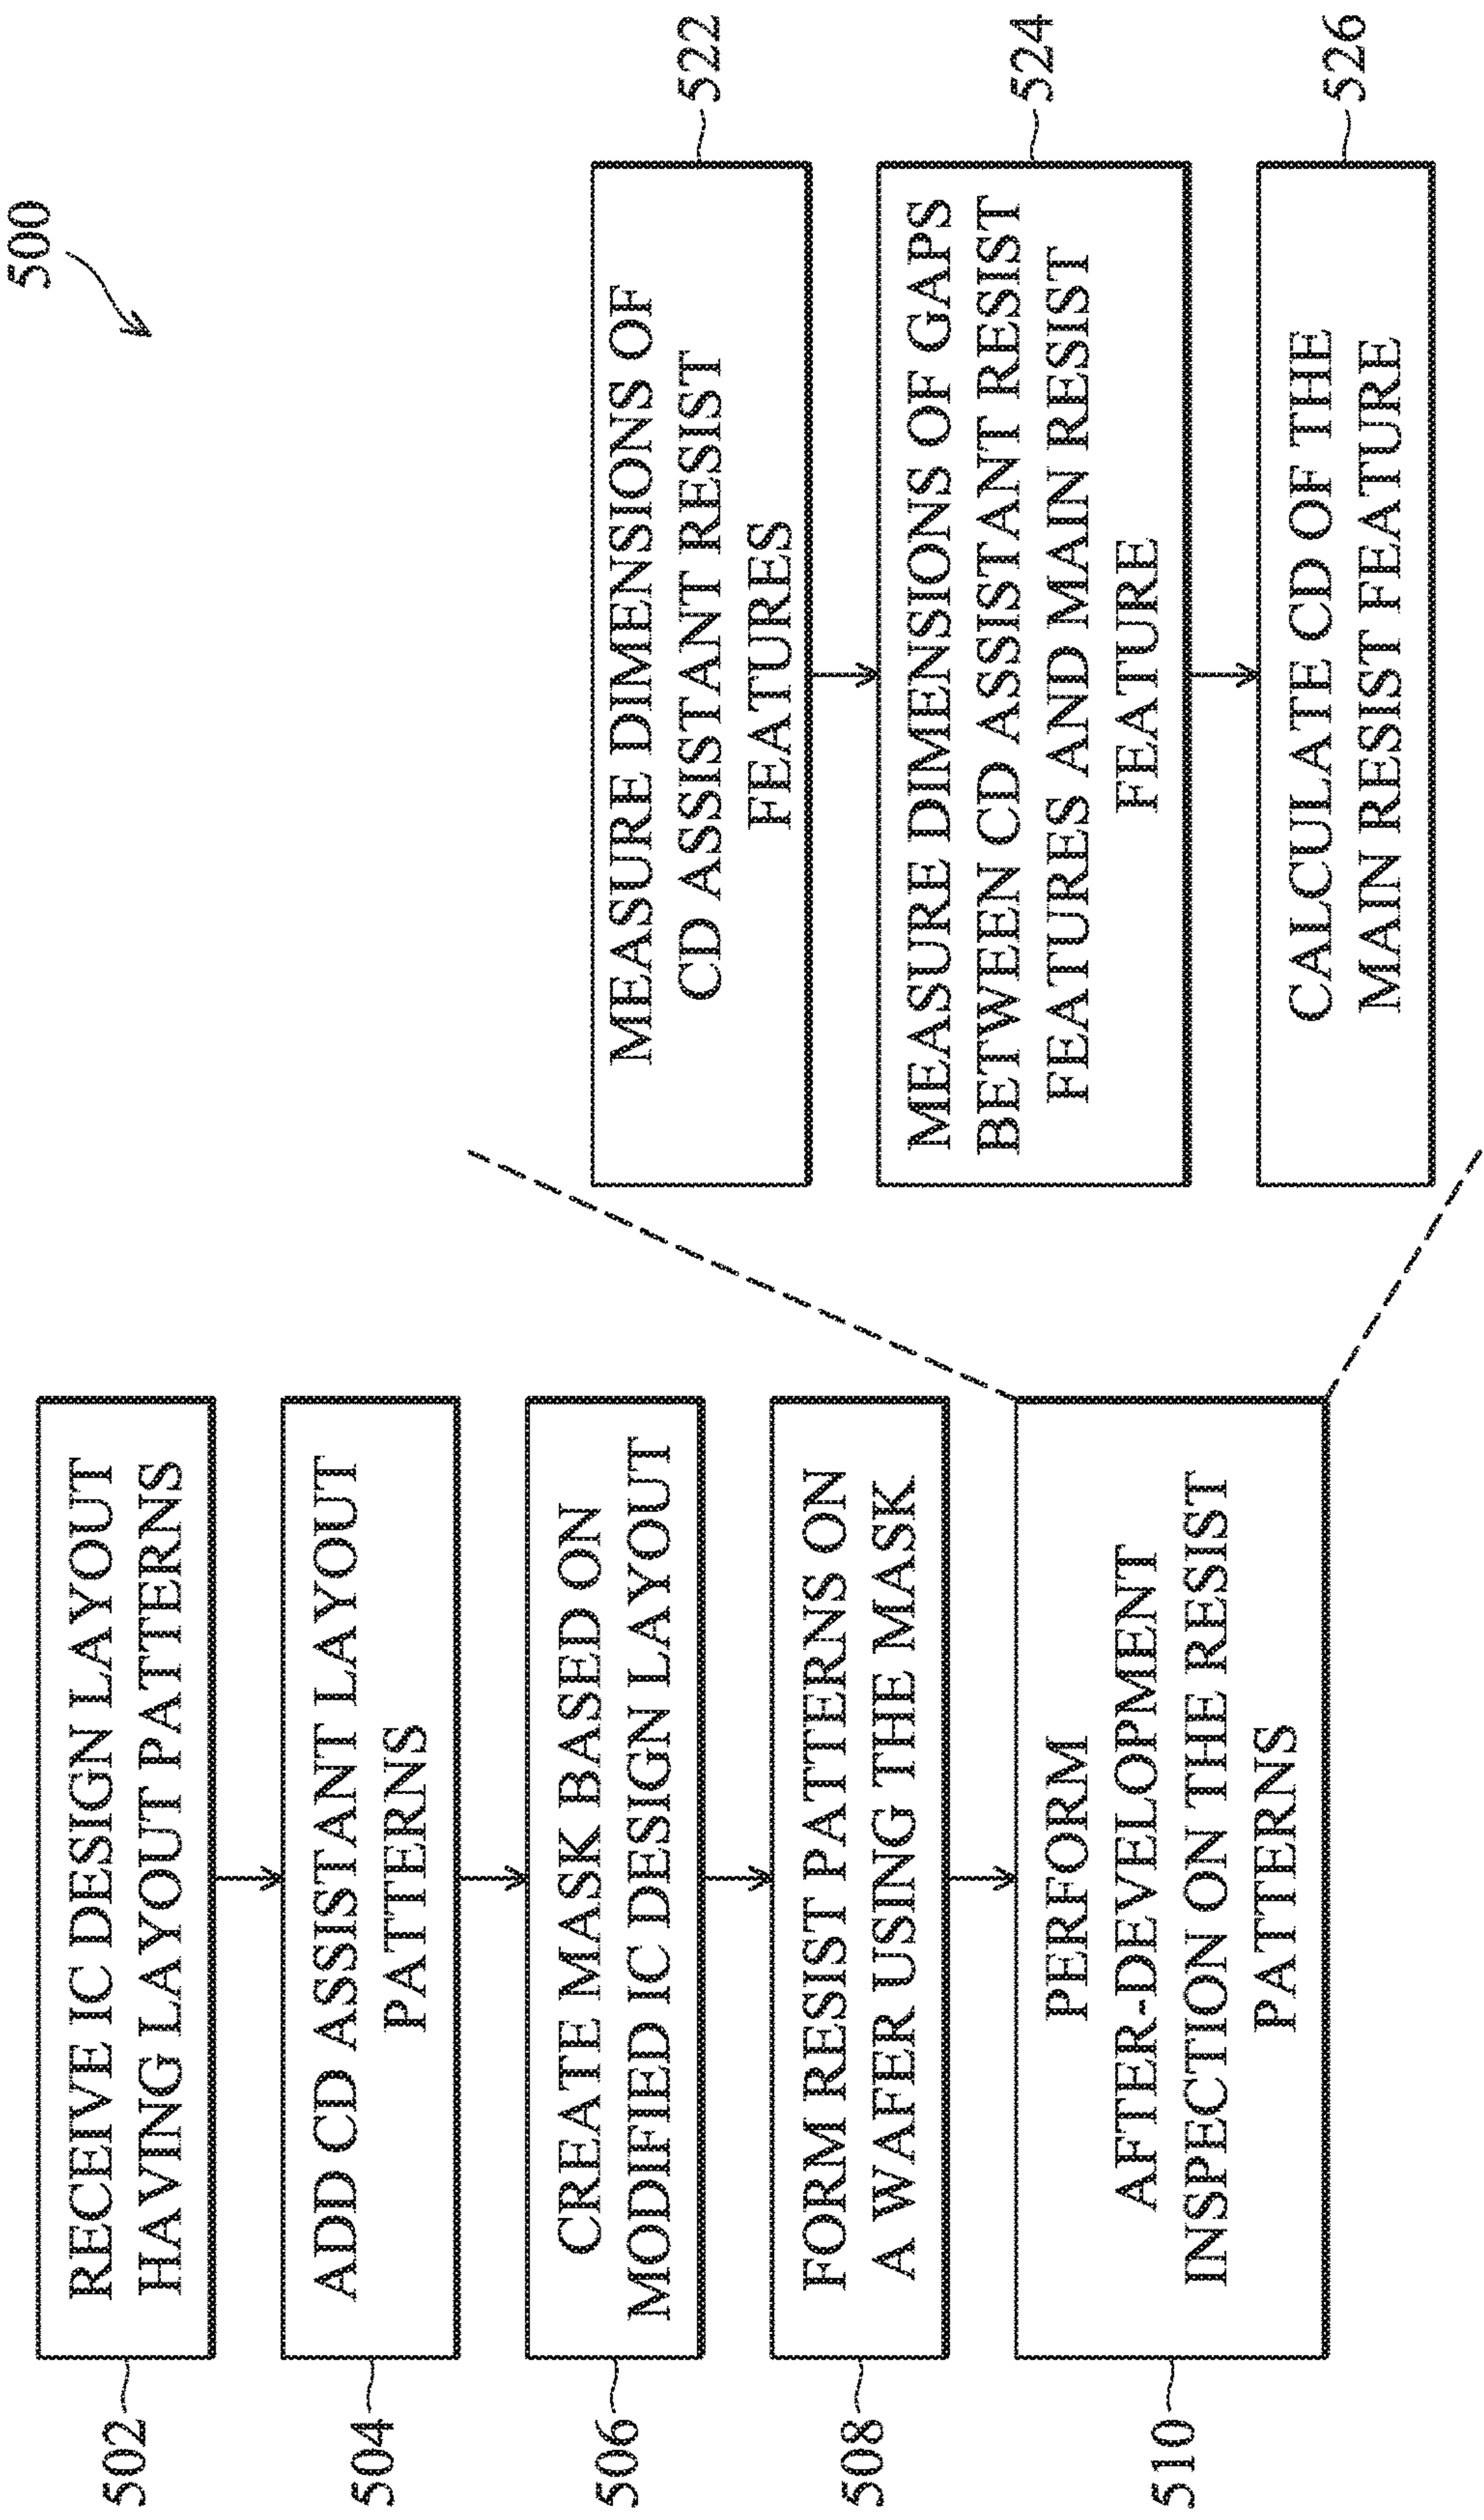 500
502
RECEIVE IC DESIGN LAYOUT
HAVING LAYOUT PATTERNS
504
ADD CD ASSISTANT LAYOUT
PATTERNS
506
CREATE MASK BASED ON
MODIFIED IC DESIGN LAYOUT
508
FORM RESIST PATTERNS ON
A WAFER USING THE MASK
510
PERFORM
AFTER-DEVELOPMENT
INSPECTION ON THE RESIST
PATTERNS
MEASURE DIMENSIONS OF
CD ASSISTANT RESIST
FEATURES
522
MEASURE DIMENSIONS OF GAPS
BETWEEN CD ASSISTANT RESIST
FEATURES AND MAIN RESIST
FEATURE
524
CALCULATE CD OF THE
MAIN RESIST FEATURE
526